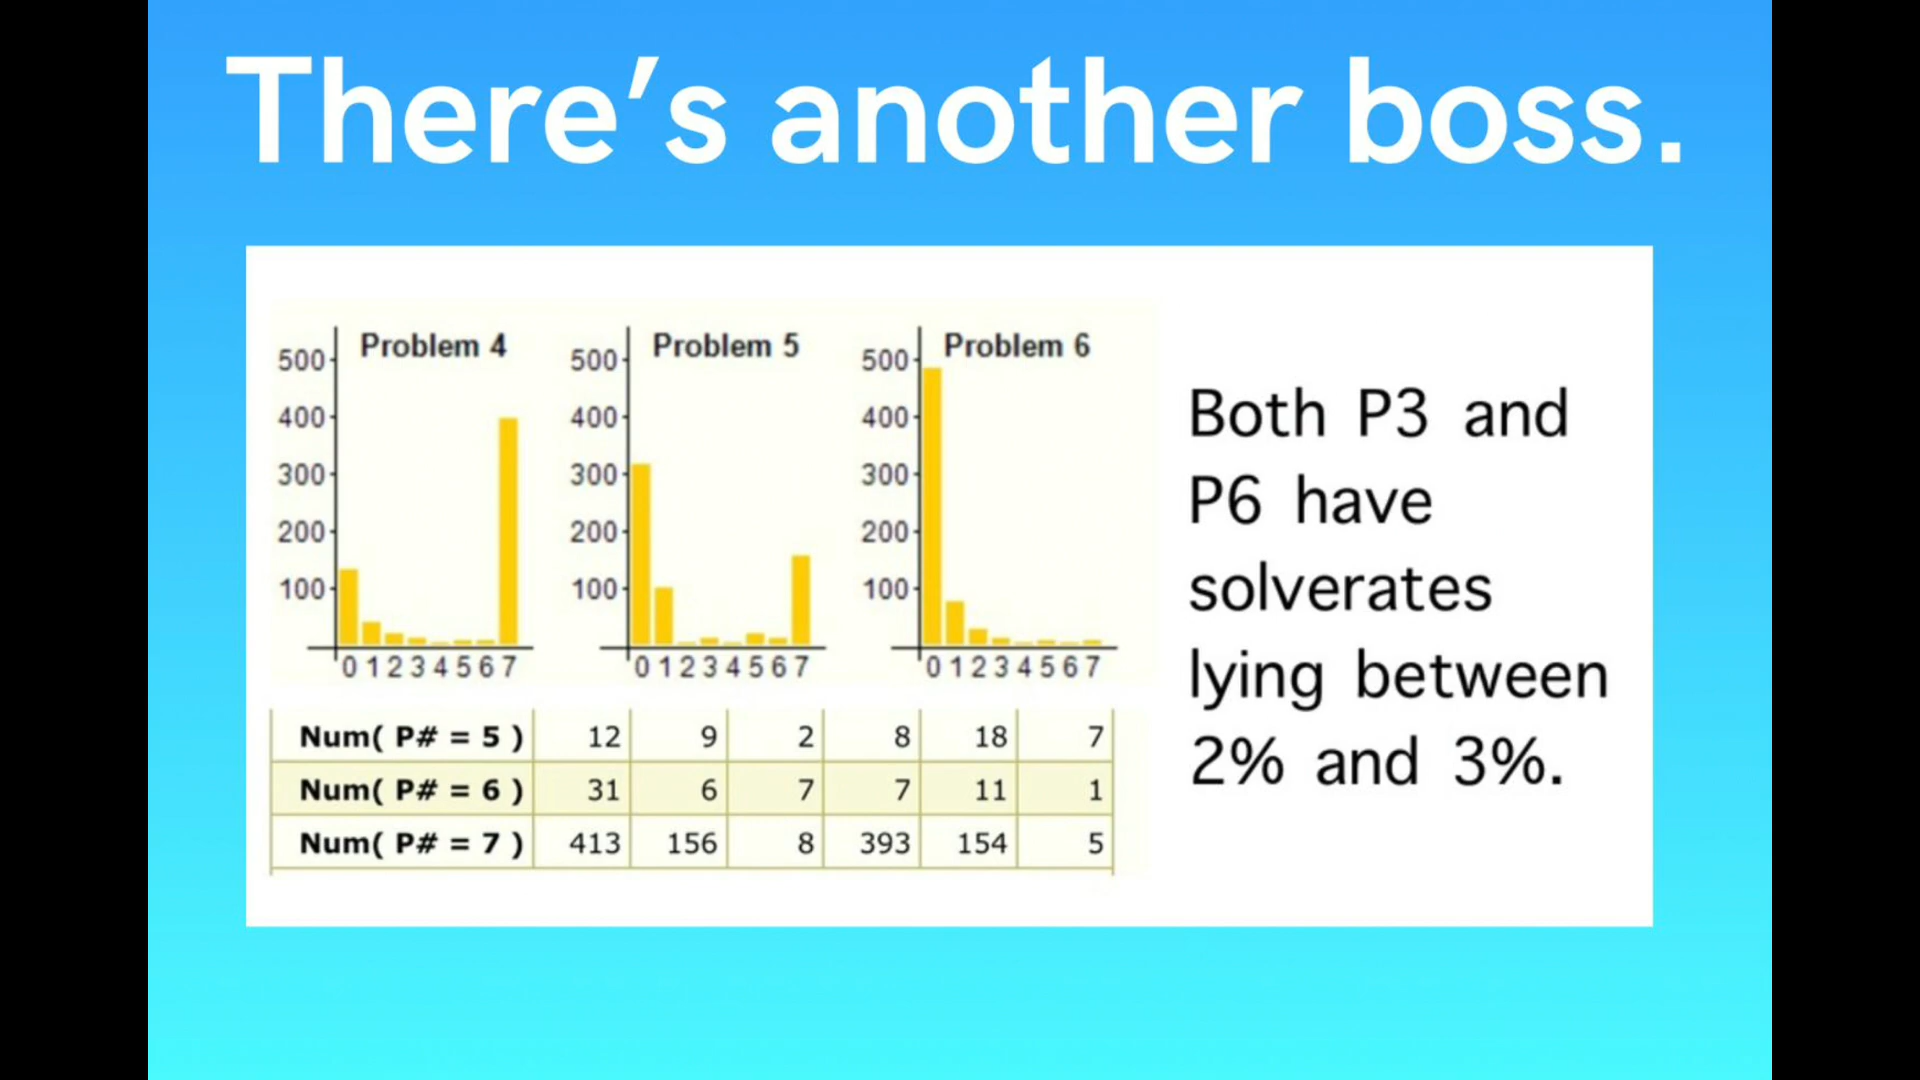 There’s another boss.
Problem 4
500
400
300
200
100
0 1 2 3 4 5 6 7
Problem 5
500
400
300
200
100
0 1 2 3 4 5 6 7
Problem 6
500
400
300
200
100
0 1 2 3 4 5 6 7
Num( P# = 5 ) 12 9 2 8 18 7
Num( P# = 6 ) 31 6 7 7 11 1
Num( P# = 7 ) 413 156 8 393 154 5
Both P3 and
P6 have
solverates
lying between
2% and 3%.